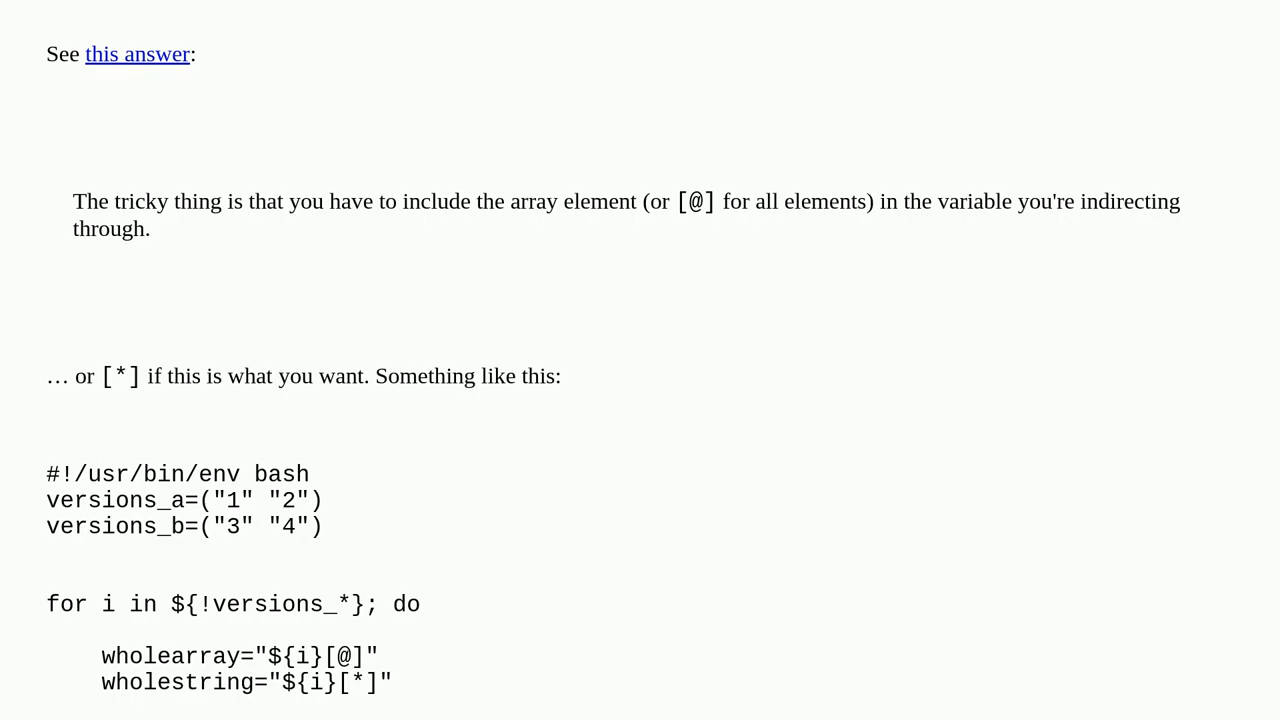 See this answer:
The tricky thing is that you have to include the array element (or [@] for all elements) in the variable you're indirecting
through.
… or [*] if this is what you want. Something like this:
#!/usr/bin/env bash
versions_a=("1" "2")
versions_b=("3" "4")
for i in ${!versions_*}; do
    wholearray="${i}[@]"
    wholestring="${i}[*]"